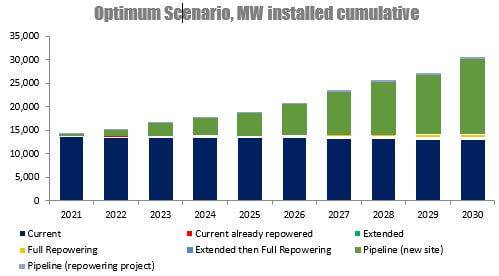 Optimum Scenario, MW installed cumulative
35,000
30,000
25,000
20,000
15,000
10,000
5,000
0
2021 2022 2023 2024 2025 2026 2027 2028 2029 2030
Current Current already repowered Extended
Full Repowering Extended then Full Repowering Pipeline (new site)
Pipeline (repowering project)